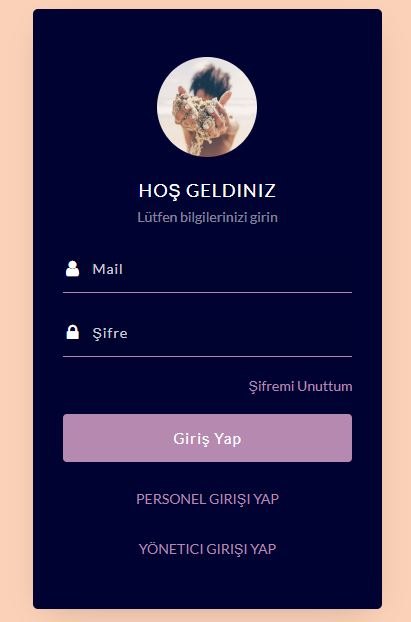 HOŞ GELDINIZ
Lütfen bilgilerinizi girin
Mail
Şifre
Şifremi Unuttum
Giriş Yap
PERSONEL GIRIŞI YAP
YÖNETICI GIRIŞI YAP